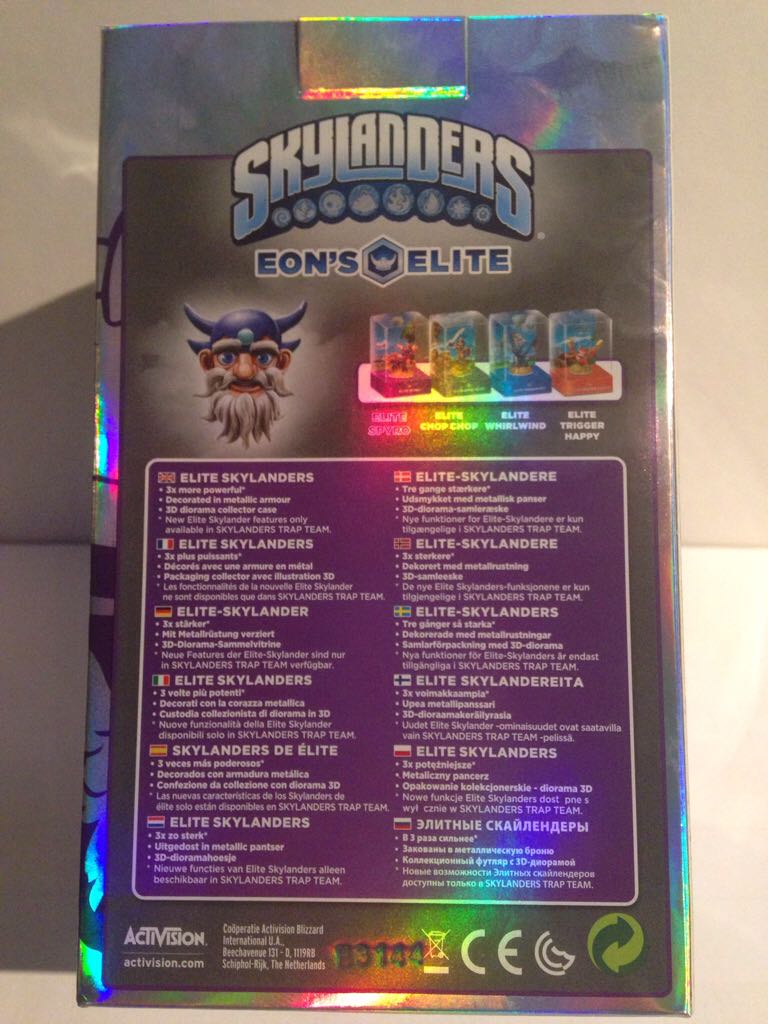 SKYLANDERS
EON'S ELITE
ELITE SPYRO
ELITE CHOP CHOP
ELITE WHIRLWIND
ELITE TRIGGER HAPPY
ELITE SKYLANDERS
• 3x more powerful*
• Decorated in metallic armour
• 3D diorama collector case
* New Elite Skylander features only
available in SKYLANDERS TRAP TEAM.
ELITE SKYLANDERS
• 3x plus puissants*
• Décorés avec une armure en métal
• Packaging collector avec illustration 3D
* Les fonctionnalités de la nouvelle Elite Skylander
ne sont disponibles que dans SKYLANDERS TRAP TEAM.
ELITE-SKYLANDER
• 3x stärker*
• Mit Metallrüstung verziert
• 3D-Diorama-Sammelvitrine
* Neue Features der Elite-Skylander sind nur
in SKYLANDERS TRAP TEAM verfügbar.
ELITE SKYLANDERS
• 3 volte più potenti*
• Decorati con la corazza metallica
• Custodia collezionista di diorama in 3D
* Nuove funzionalità della Elite Skylander
disponibili solo in SKYLANDERS TRAP TEAM.
SKYLANDERS DE ÉLITE
• 3 veces más poderosos*
• Decorados con armadura metálica
• Confezione da collezione con diorama 3D
* Las nuevas características de los Skylanders de
élite solo están disponibles en SKYLANDERS TRAP TEAM.
ELITE SKYLANDERS
• 3x zo sterk*
• Uitgedost in metallic pantser
• 3D-dioramahoesje
* Nieuwe functies van Elite Skylanders alleen
beschikbaar in SKYLANDERS TRAP TEAM.
ELITE-SKYLANDERE
• Tre gange stærkere*
• Udsmykket med metallisk panser
• 3D-diorama-samleræske
* Nye funktioner for Elite-Skylandere er kun
tilgængelige i SKYLANDERS TRAP TEAM.
ELITE-SKYLANDERE
• 3x sterkere*
• Dekorert med metallrustning
• 3D-samleeske
* De nye Elite Skylanders-funksjonene er kun
tilgjengelige i SKYLANDERS TRAP TEAM.
ELITE-SKYLANDERS
• Tre gånger så starka*
• Dekorerade med metallrustningar
• Samlarförpackning med 3D-diorama
* Nya funktioner för Elite-Skylanders är endast
tillgängliga i SKYLANDERS TRAP TEAM.
ELITE SKYLANDEREITA
• 3x voimakkaampia*
• Upea metallipanssari
• 3D-dioraamakeräilyrasia
* Uudet Elite Skylander -ominaisuudet ovat saatavilla
vain SKYLANDERS TRAP TEAM -pelissä.
ELITE SKYLANDERS
• 3x potężniejsze*
• Metaliczny pancerz
• Opakowanie kolekcjonerskie - diorama 3D
* Nowe funkcje Elite Skylanders dost pne s
wył cznie w SKYLANDERS TRAP TEAM.
ЭЛИТНЫЕ СКАЙЛЕНДЕРЫ
• В 3 раза сильнее*
• Закованы в металлическую броню
• Коллекционный футляр с 3D-диорамой
* Новые возможности Элитных скайлендеров
доступны только в SKYLANDERS TRAP TEAM.
ACTIVISION.
activision.com
Coöperatie Activision Blizzard
International U.A.,
Beechavenue 131 - D, 1119RB
Schiphol-Rijk, The Netherlands
CE